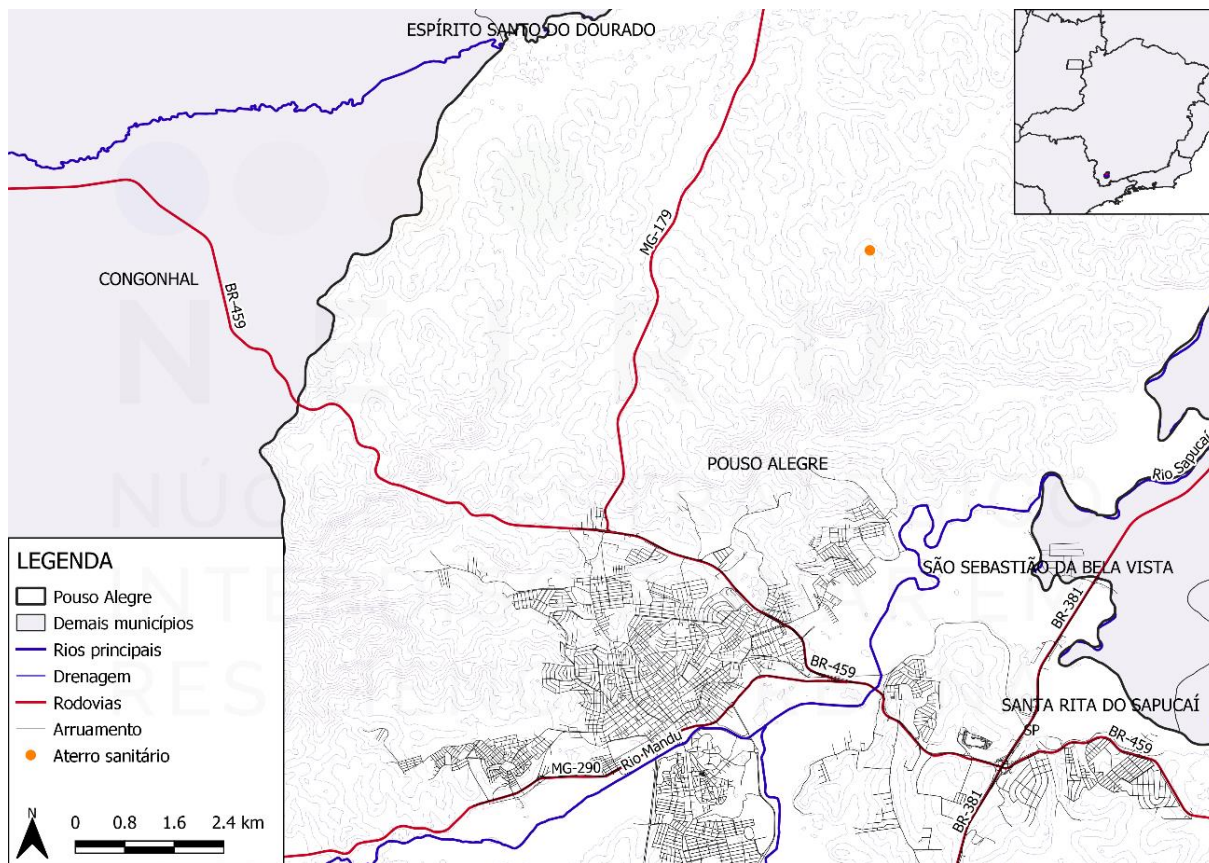 ESPÍRITO SANTO DO DOURADO
MG-179
CONGONHAL
BR-459
POUSO ALEGRE
Rio Sapucaí
SÃO SEBASTIÃO DA BELA VISTA
BR-381
BR-459
SANTA RITA DO SAPUCAÍ
SP
BR-459
Rio-Mandu
MG-290
BR-381
LEGENDA
Pouso Alegre
Demais municípios
Rios principais
Drenagem
Rodovias
Arruamento
Aterro sanitário
N
0 0.8 1.6 2.4 km